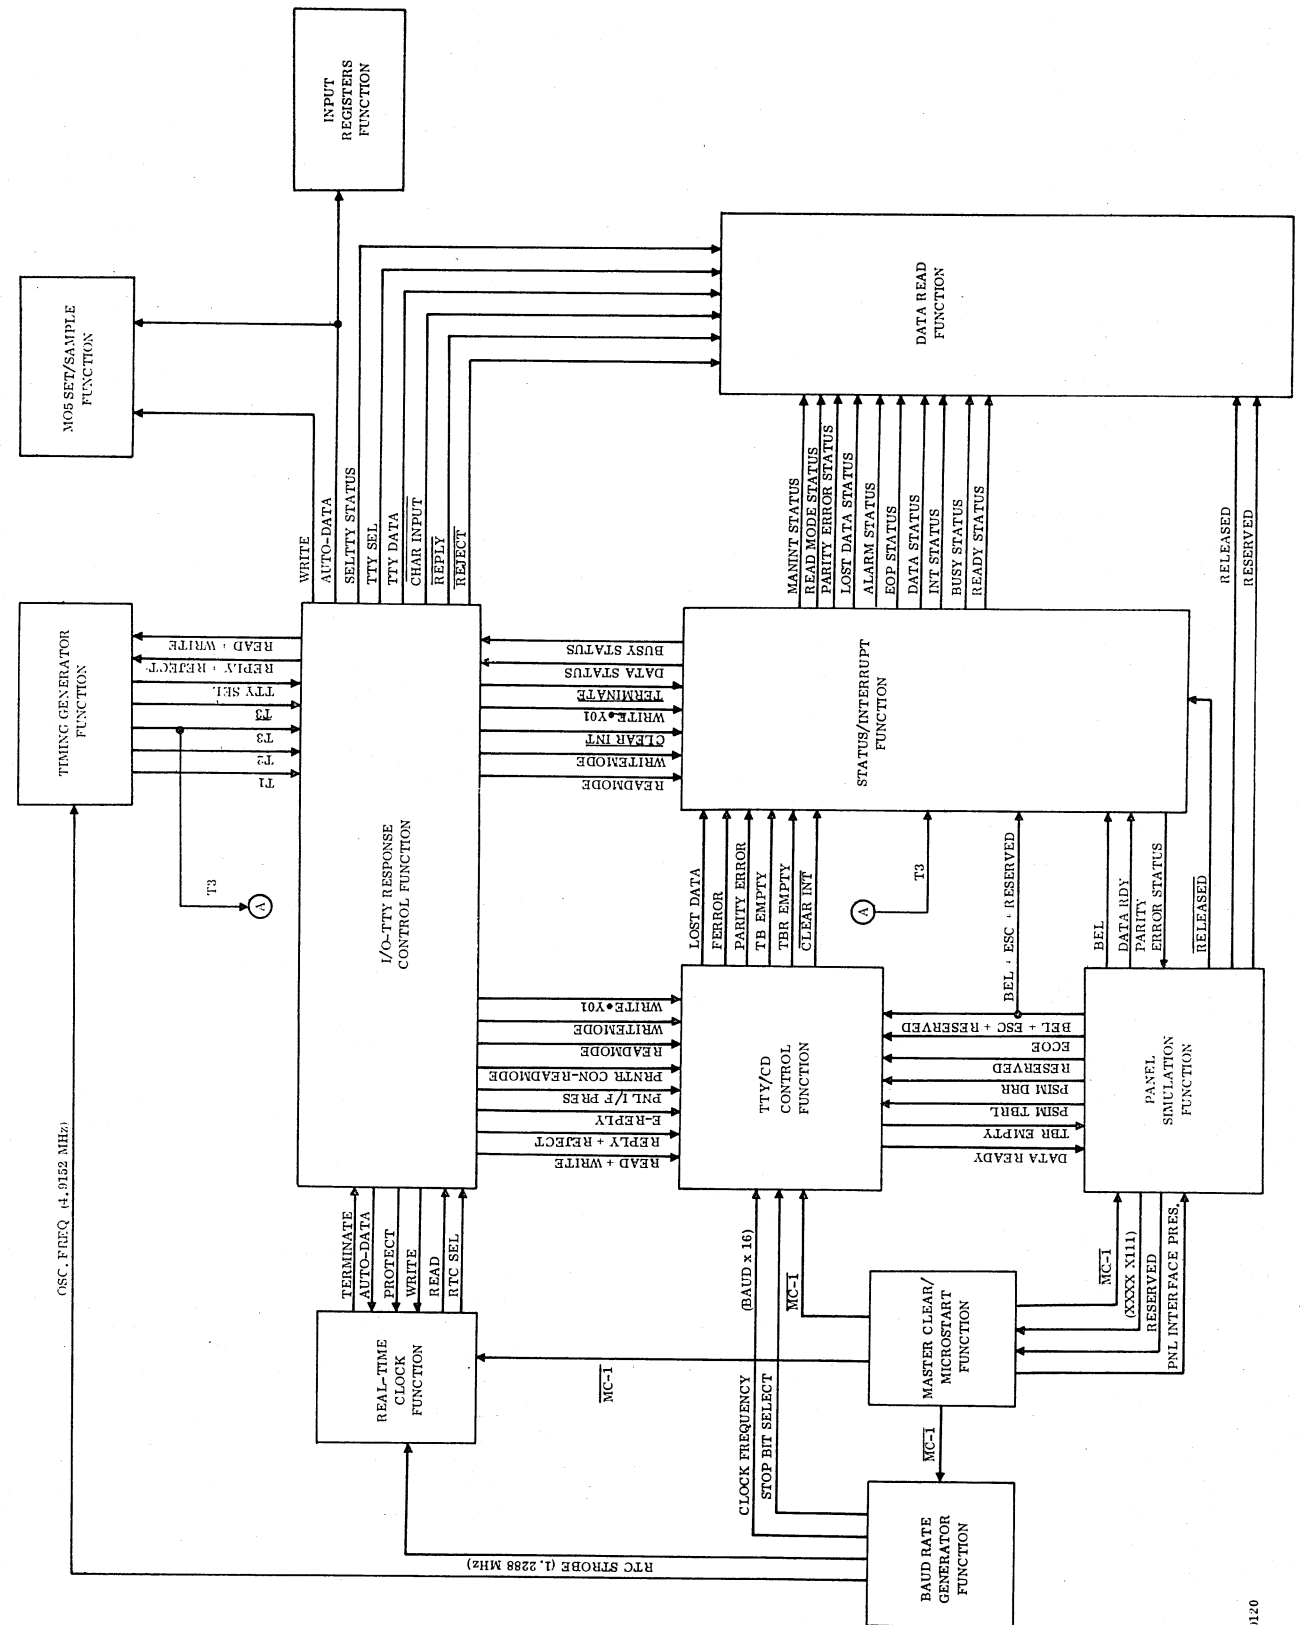 INPUT
REGISTERS
FUNCTION
MO5 SET/SAMPLE
FUNCTION
DATA READ
FUNCTION
TIMING GENERATOR
FUNCTION
WRITE
AUTO-DATA
SELTTY STATUS
TTY SEL
TTY DATA
CHAR INPUT
REPLY
REJECT
READ + WRITE
REPLY + REJECT
TTY SEL
T3
T3
T2
T1
T3
A
I/O-TTY RESPONSE
CONTROL FUNCTION
MANINT STATUS
READ MODE STATUS
PARITY ERROR STATUS
LOST DATA STATUS
ALARM STATUS
EOP STATUS
DATA STATUS
INT STATUS
BUSY STATUS
READY STATUS
RELEASED
RESERVED
BUSY STATUS
DATA STATUS
TERMINATE
WRITE•Y01
CLEAR INT
WRITEMODE
READMODE
STATUS/INTERRUPT
FUNCTION
LOST DATA
FERROR
PARITY ERROR
TB EMPTY
TBR EMPTY
CLEAR INT
A
T3
BEL + ESC + RESERVED
BEL
DATA RDY
PARITY
ERROR STATUS
RELEASED
WRITE•Y01
WRITEMODE
READMODE
PRNTR CON-READMODE
PNL I/F PRES
E-REPLY
REPLY + REJECT
READ + WRITE
TTY/CD
CONTROL
FUNCTION
BEL + ESC + RESERVED
ECOE
RESERVED
PSIM DRR
PSIM TBRL
TBR EMPTY
DATA READY
PANEL
SIMULATION
FUNCTION
OSC. FREQ (4.9152 MHz)
TERMINATE
AUTO-DATA
PROTECT
WRITE
READ
RTC SEL
REAL-TIME
CLOCK
FUNCTION
MC-1
CLOCK FREQUENCY (BAUD x 16)
STOP BIT SELECT
MC-1
MASTER CLEAR/
MICROSTART
FUNCTION
MC-1
(XXXX X111)
RESERVED
PNL INTERFACE PRES.
MC-1
RTC STROBE (1.2288 MHz)
BAUD RATE
GENERATOR
FUNCTION